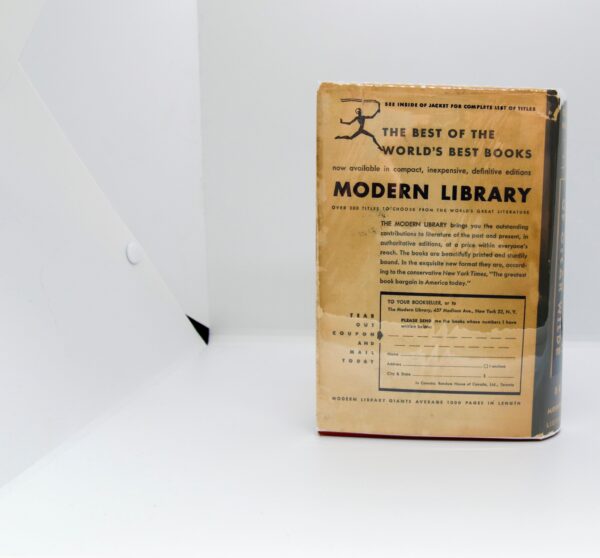 SEE INSIDE OF JACKET FOR COMPLETE LIST OF TITLES
THE BEST OF THE
WORLD'S BEST BOOKS
now available in compact, inexpensive, definitive editions
MODERN LIBRARY
OVER 300 TITLES TO CHOOSE FROM THE WORLD'S GREAT LITERATURE
THE MODERN LIBRARY brings you the outstanding
contributions to literature of the past and present, in
authoritative editions, at a price within everyone's
reach. The books are beautifully printed and sturdily
bound. In the exquisite new format they are, accord-
ing to the conservative New York Times, "The greatest
book bargain in America today."
TEAR
OUT
COUPON
AND
MAIL
TODAY
TO YOUR BOOKSELLER, or to
The Modern Library, 457 Madison Ave., New York 22, N. Y.
PLEASE SEND me the books whose numbers I have
written below
Name
Address
I enclose
City & State
$
In Canada: Random House of Canada, Ltd., Toronto
MODERN LIBRARY GIANTS AVERAGE 1000 PAGES IN LENGTH
OSCAR WILDE